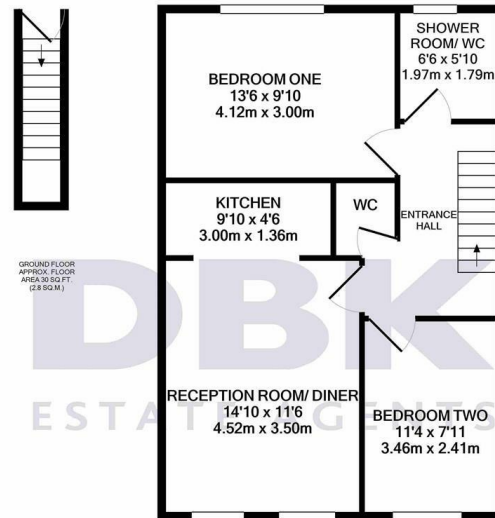 BEDROOM ONE
13'6 x 9'10
4.12m x 3.00m
SHOWER
ROOM/ WC
6'6 x 5'10
1.97m x 1.79m
KITCHEN
9'10 x 4'6
3.00m x 1.36m
WC
ENTRANCE
HALL
GROUND FLOOR
APPROX. FLOOR
AREA 30 SQ.FT.
(2.8 SQ.M.)
DBK
ESTATE AGENTS
RECEPTION ROOM/ DINER
14'10 x 11'6
4.52m x 3.50m
BEDROOM TWO
11'4 x 7'11
3.46m x 2.41m